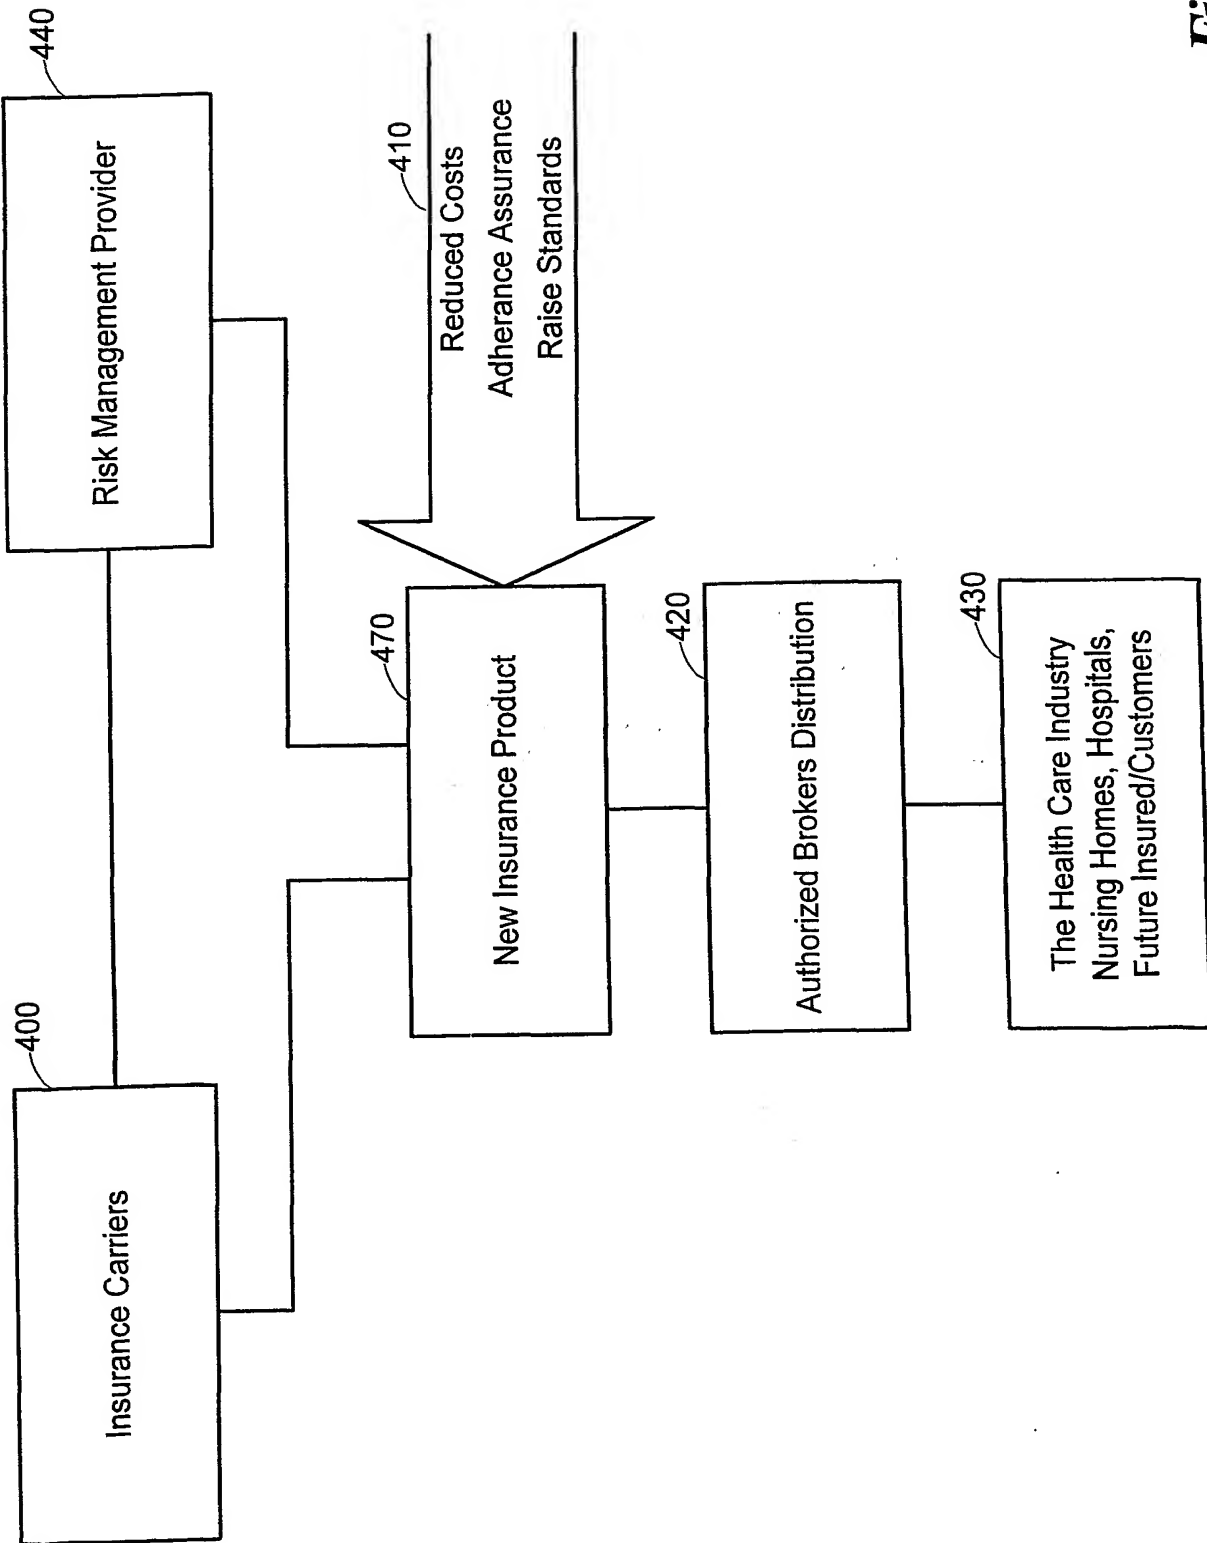 400
Insurance Carriers
440
Risk Management Provider
470
New Insurance Product
410
Reduced Costs
Adherance Assurance
Raise Standards
420
Authorized Brokers Distribution
430
The Health Care Industry
Nursing Homes, Hospitals,
Future Insured/Customers